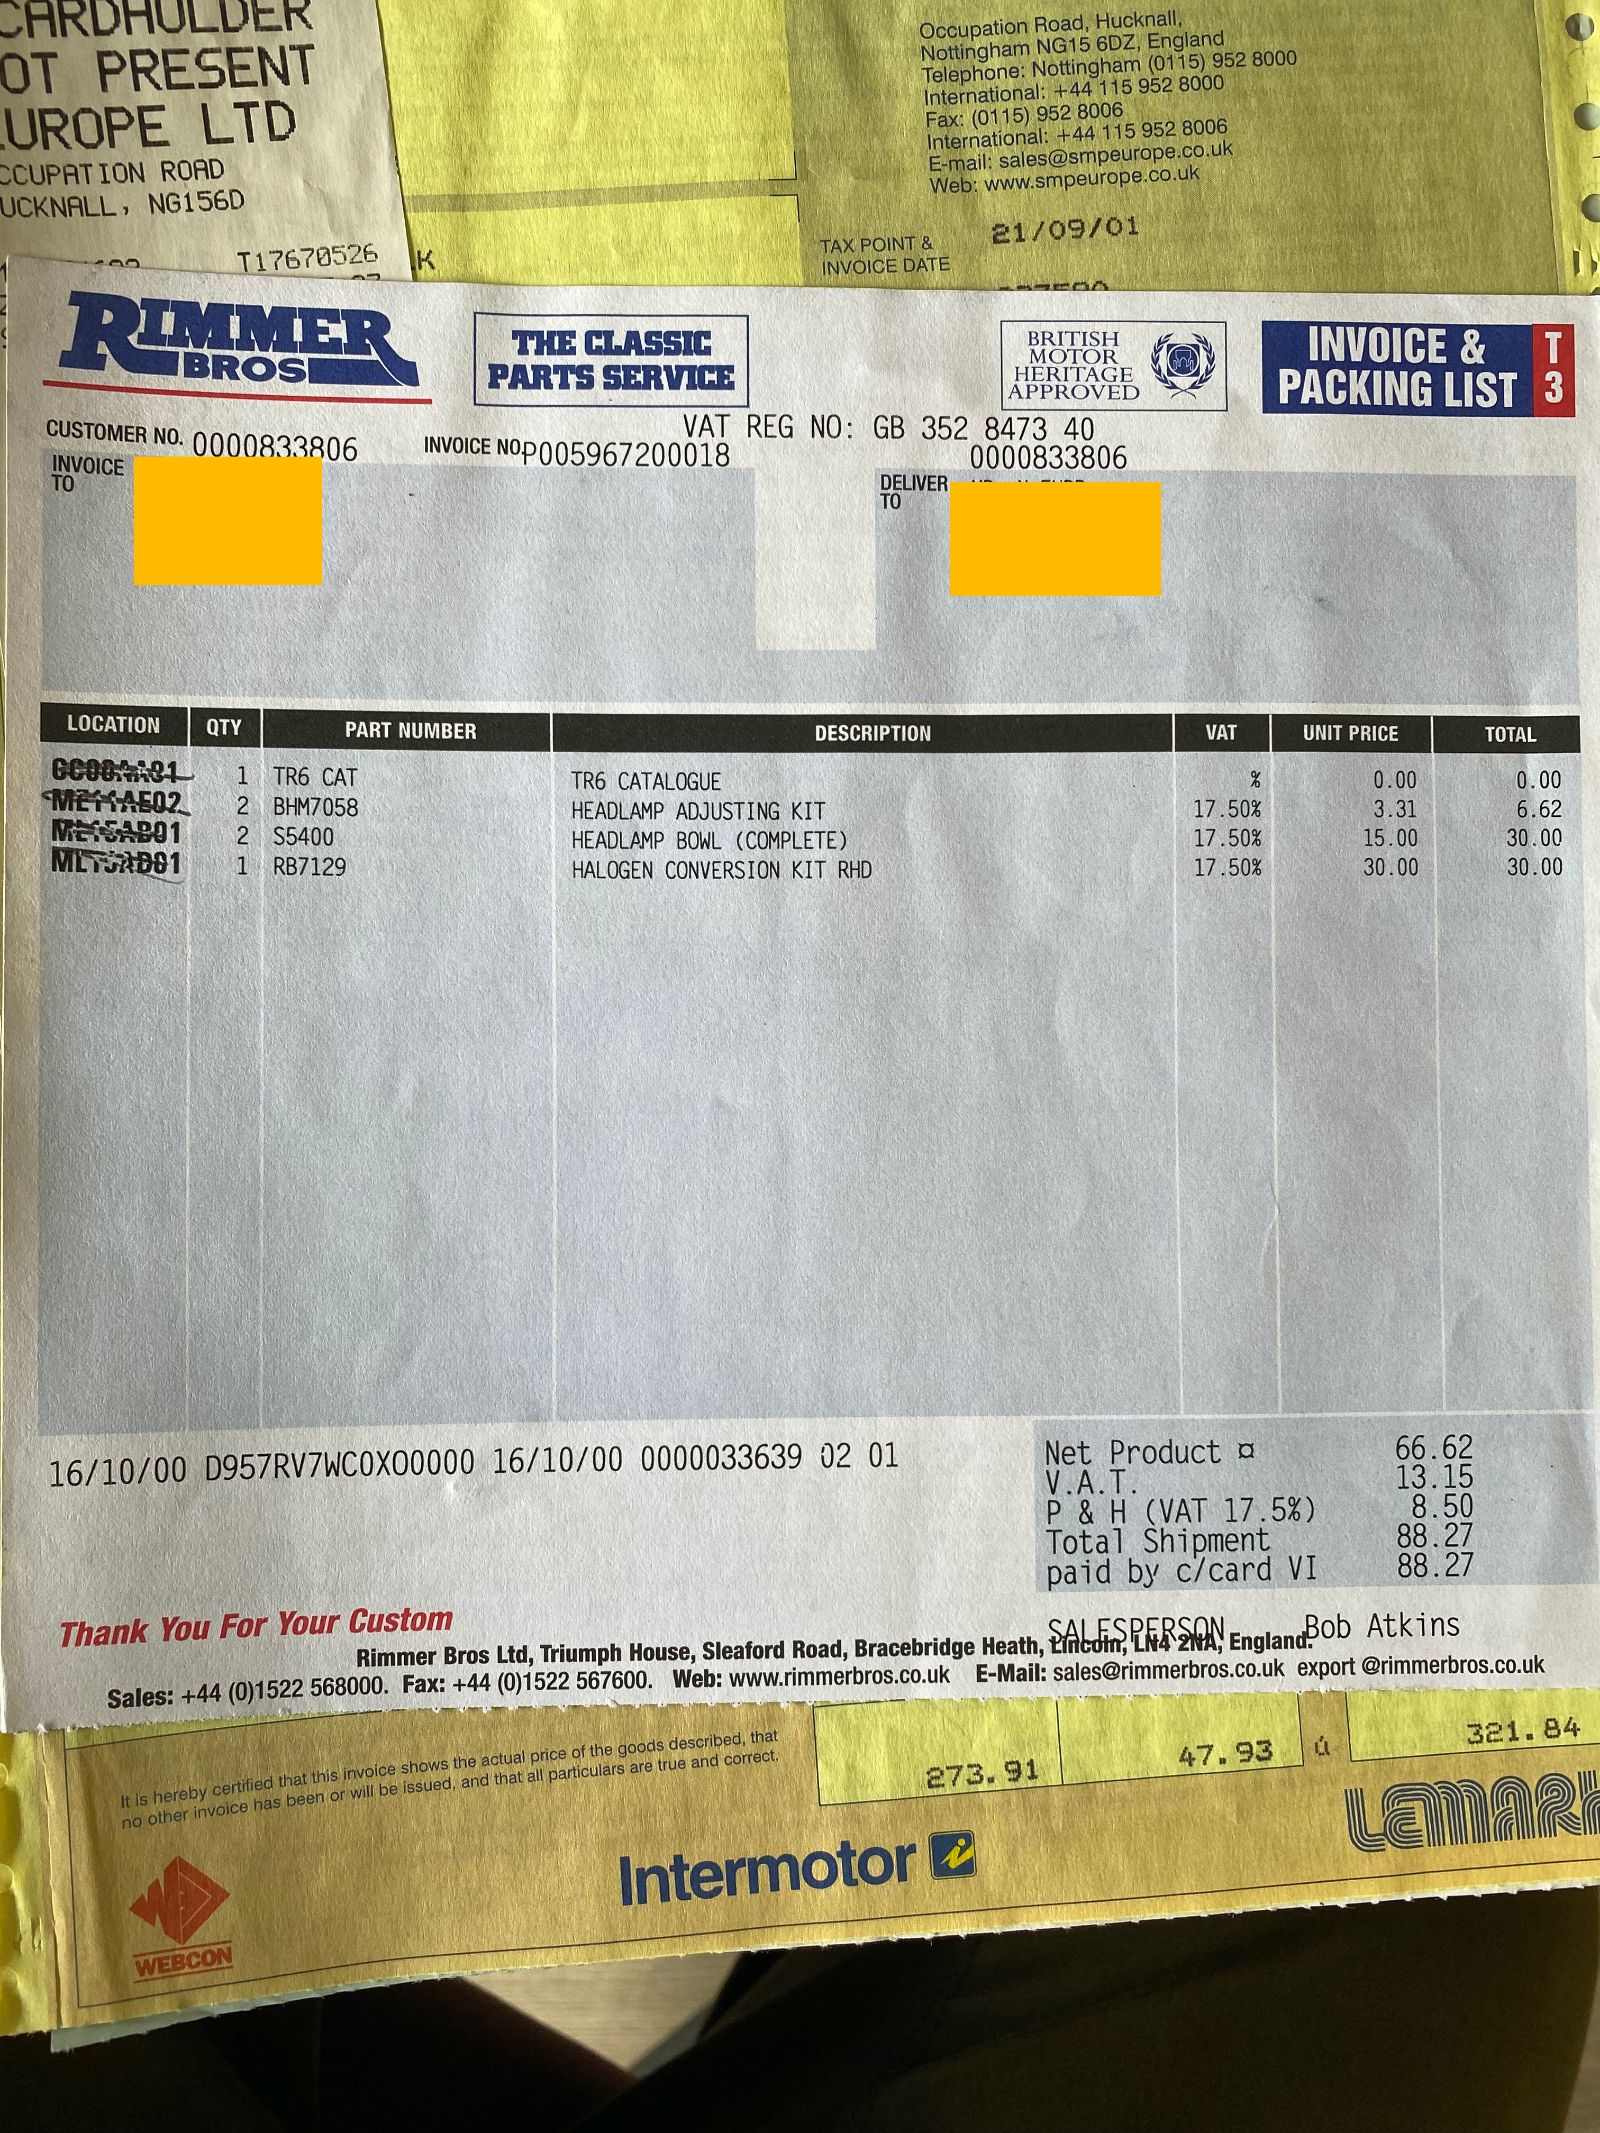 CARDHOLDER
OT PRESENT
EUROPE LTD
CCUPATION ROAD
UCKNALL, NG156D
T17670526
K
Occupation Road, Hucknall,
Nottingham NG15 6DZ, England
Telephone: Nottingham (0115) 952 8000
International: +44 115 952 8000
Fax: (0115) 952 8006
International: +44 115 952 8006
E-mail: sales@smpeurope.co.uk
Web: www.smpeurope.co.uk
TAX POINT & INVOICE DATE 21/09/01
RIMMER BROS
THE CLASSIC
PARTS SERVICE
BRITISH
MOTOR
HERITAGE
APPROVED
INVOICE &
PACKING LIST
T
3
VAT REG NO: GB 352 8473 40
CUSTOMER NO. 0000833806 INVOICE NO P005967200018 0000833806
INVOICE
TO
DELIVER
TO
LOCATION QTY PART NUMBER DESCRIPTION VAT UNIT PRICE TOTAL
1 TR6 CAT TR6 CATALOGUE % 0.00 0.00
ME11AE02 2 BHM7058 HEADLAMP ADJUSTING KIT 17.50% 3.31 6.62
ME15AB01 2 S5400 HEADLAMP BOWL (COMPLETE) 17.50% 15.00 30.00
1 RB7129 HALOGEN CONVERSION KIT RHD 17.50% 30.00 30.00
16/10/00 D957RV7WC0X00000 16/10/00 0000033639 02 01
Net Product ¤ 66.62
V.A.T. 13.15
P & H (VAT 17.5%) 8.50
Total Shipment 88.27
paid by c/card VI 88.27
SALESPERSON Bob Atkins
Thank You For Your Custom
Rimmer Bros Ltd, Triumph House, Sleaford Road, Bracebridge Heath, Lincoln, LN4 2NA, England.
Sales: +44 (0)1522 568000. Fax: +44 (0)1522 567600. Web: www.rimmerbros.co.uk E-Mail: sales@rimmerbros.co.uk export @rimmerbros.co.uk
It is hereby certified that this invoice shows the actual price of the goods described, that
no other invoice has been or will be issued, and that all particulars are true and correct.
273.91 47.93 ú 321.84
WEBCON
Intermotor i
LEMARK